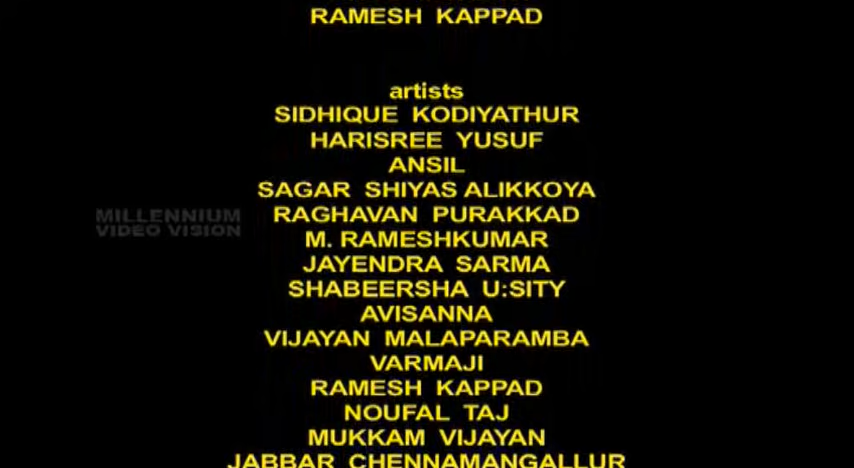 RAMESH KAPPAD
artists
SIDHIQUE KODIYATHUR
HARISREE YUSUF
ANSIL
SAGAR SHIYAS ALIKKOYA
RAGHAVAN PURAKKAD
MILLENNIUM
VIDEO VISION
M. RAMESHKUMAR
JAYENDRA SARMA
SHABEERSHA U:SITY
AVISANNA
VIJAYAN MALAPARAMBA
VARMAJI
RAMESH KAPPAD
NOUFAL TAJ
MUKKAM VIJAYAN
JABBAR CHENNAMANGALLUR